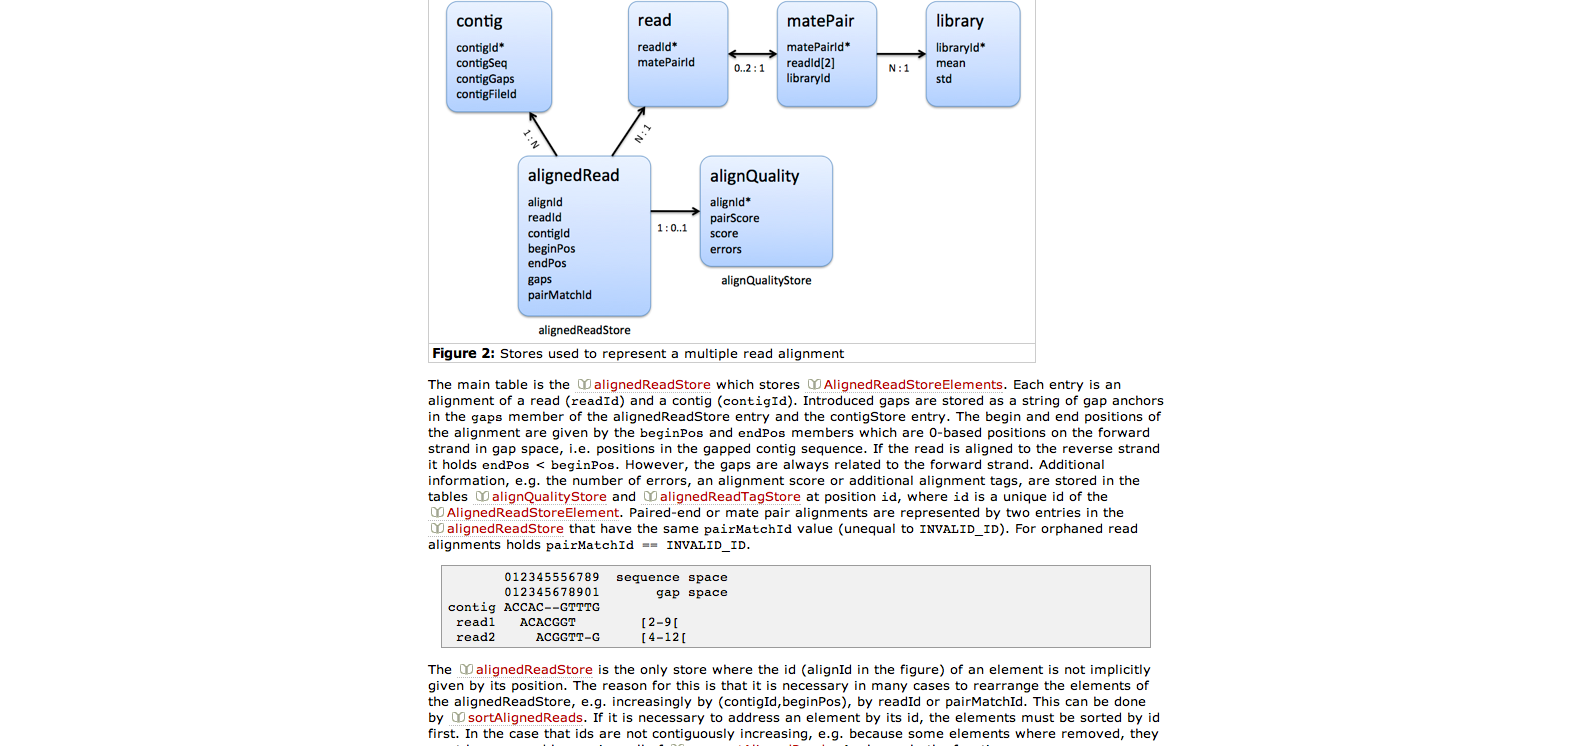 contig
contigId*
contigSeq
contigGaps
contigFileId
read
readId*
matePairId
0..2 : 1
matePair
matePairId*
readId[2]
libraryId
N : 1
library
libraryId*
mean
std
1 : N
N : 1
alignedRead
alignId
readId
contigId
beginPos
endPos
gaps
pairMatchId
alignedReadStore
1 : 0..1
alignQuality
alignId*
pairScore
score
errors
alignQualityStore
Figure 2: Stores used to represent a multiple read alignment
The main table is the alignedReadStore which stores AlignedReadStoreElements. Each entry is an
alignment of a read (readId) and a contig (contigId). Introduced gaps are stored as a string of gap anchors
in the gaps member of the alignedReadStore entry and the contigStore entry. The begin and end positions of
the alignment are given by the beginPos and endPos members which are 0-based positions on the forward
strand in gap space, i.e. positions in the gapped contig sequence. If the read is aligned to the reverse strand
it holds endPos < beginPos. However, the gaps are always related to the forward strand. Additional
information, e.g. the number of errors, an alignment score or additional alignment tags, are stored in the
tables alignQualityStore and alignedReadTagStore at position id, where id is a unique id of the
AlignedReadStoreElement. Paired-end or mate pair alignments are represented by two entries in the
alignedReadStore that have the same pairMatchId value (unequal to INVALID_ID). For orphaned read
alignments holds pairMatchId == INVALID_ID.
012345556789 sequence space
012345678901 gap space
contig ACCAC--GTTTG
read1 ACACGGT [2-9[
read2 ACGGTT-G [4-12[
The alignedReadStore is the only store where the id (alignId in the figure) of an element is not implicitly
given by its position. The reason for this is that it is necessary in many cases to rearrange the elements of
the alignedReadStore, e.g. increasingly by (contigId,beginPos), by readId or pairMatchId. This can be done
by sortAlignedReads. If it is necessary to address an element by its id, the elements must be sorted by id
first. In the case that ids are not contiguously increasing, e.g. because some elements where removed, they